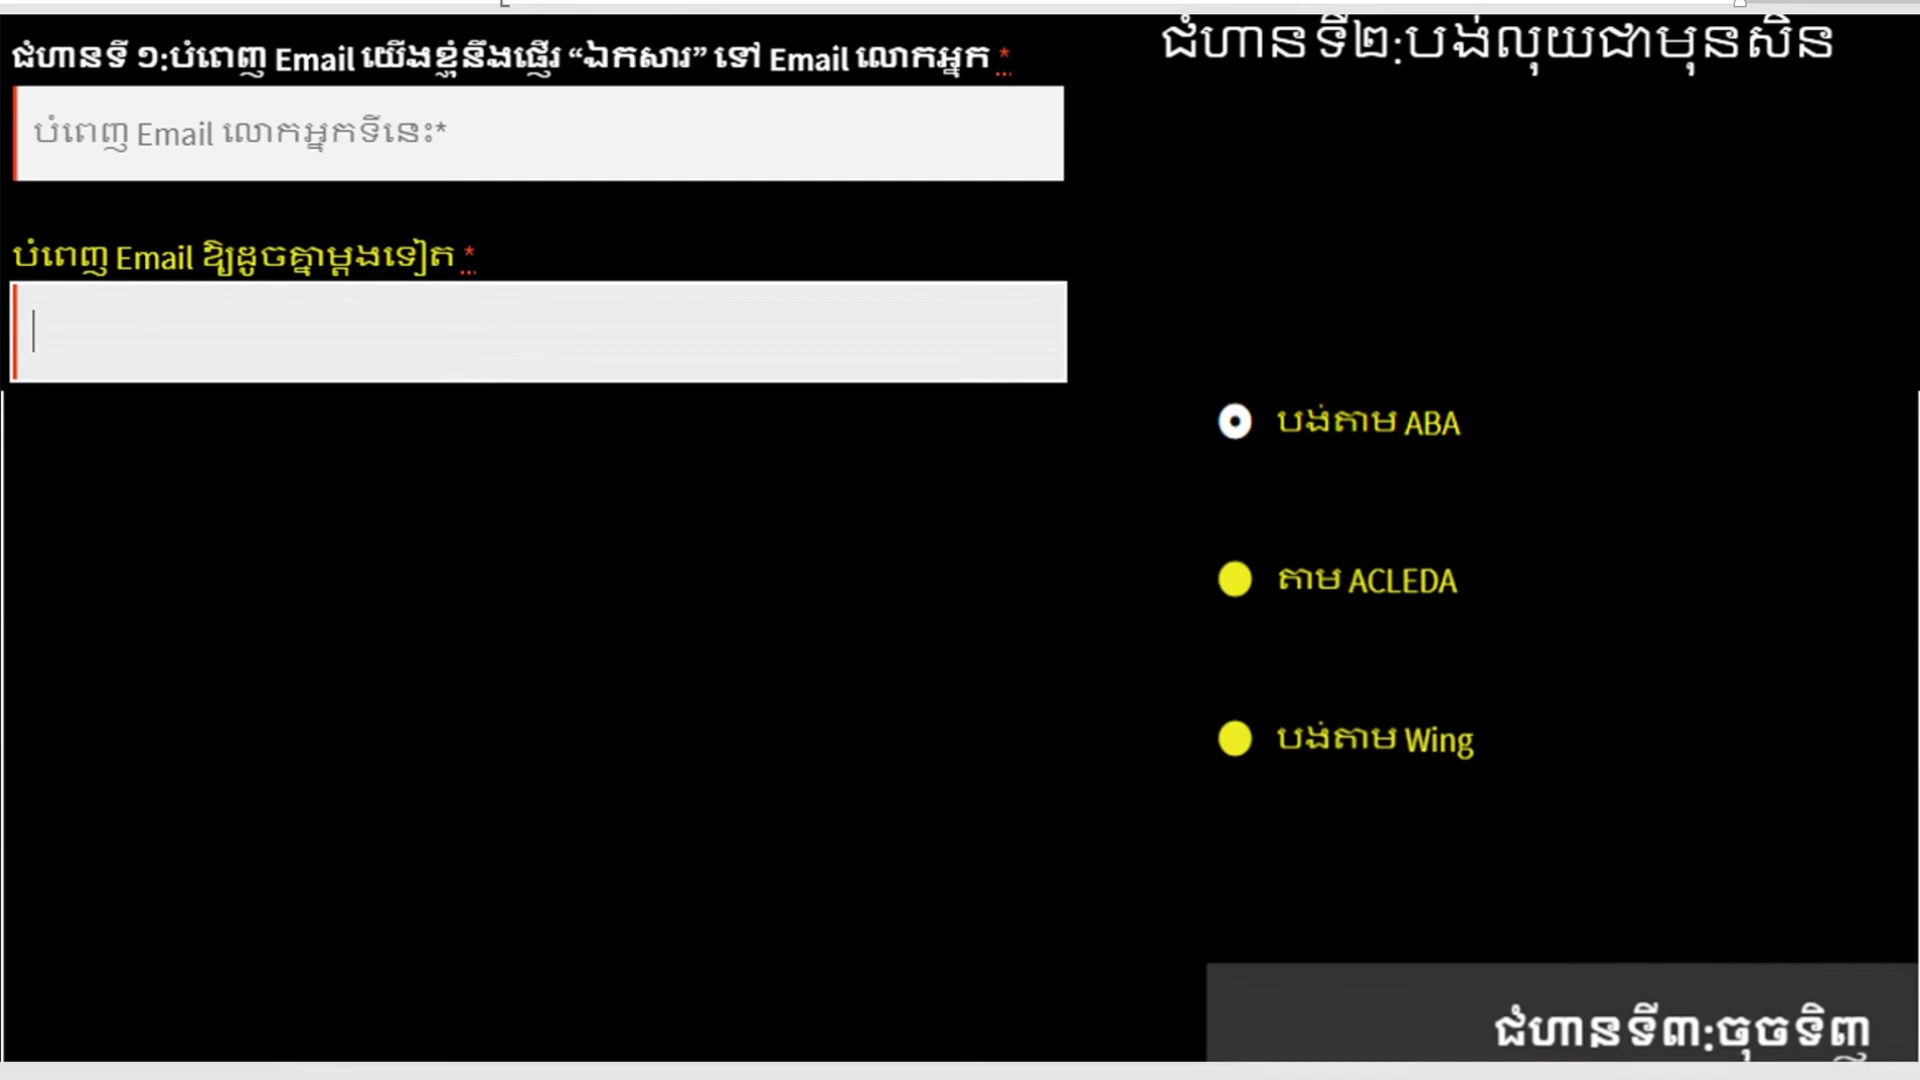 ជំហានទី ១:បំពេញ Email យើងខ្ញុំនឹងផ្ញើរ “ឯកសារ” ទៅ Email លោកអ្នក *
បំពេញ Email លោកអ្នកទីនេះ*
បំពេញ Email ឱ្យដូចគ្នាម្ដងទៀត *
ជំហានទី២:បង់លុយជាមុនសិន
បង់តាម ABA
តាម ACLEDA
បង់តាម Wing
ជំហានទី៣:ចុចទិញ